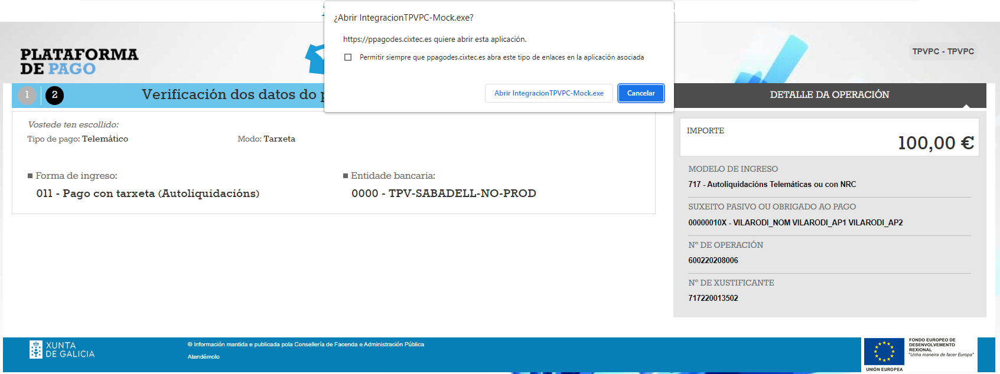 ¿Abrir IntegracionTPVPC-Mock.exe?
https://ppagodes.cixtec.es quiere abrir esta aplicación.
Permitir siempre que ppagodes.cixtec.es abra este tipo de enlaces en la aplicación asociada
Abrir IntegracionTPVPC-Mock.exe
Cancelar
PLATAFORMA
DE PAGO
TPVPC - TPVPC
1
2
Verificación dos datos do
Vostede ten escollido:
Tipo de pago: Telemático
Modo: Tarxeta
Forma de ingreso:
011 - Pago con tarxeta (Autoliquidacións)
Entidade bancaria:
0000 - TPV-SABADELL-NO-PROD
DETALLE DA OPERACIÓN
IMPORTE
100,00 €
MODELO DE INGRESO
717 - Autoliquidacións Telemáticas ou con NRC
SUXEITO PASIVO OU OBRIGADO AO PAGO
00000010X - VILARODI_NOM VILARODI_AP1 VILARODI_AP2
Nº DE OPERACIÓN
600220208006
Nº DE XUSTIFICANTE
717220013502
XUNTA
DE GALICIA
© Información mantida e publicada pola Consellería de Facenda e Administración Pública
Atendémolo
UNIÓN EUROPEA
FONDO EUROPEO DE
DESENVOLVEMENTO
REXIONAL
"Unha maneira de facer Europa"